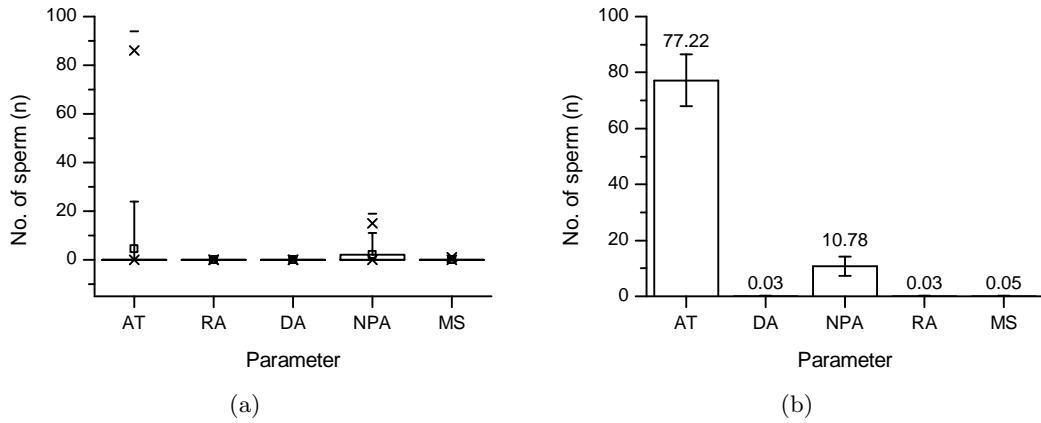 100
80
60
40
20
0
No. of sperm (n)
AT RA DA NPA MS
Parameter
(a)
100
80
60
40
20
0
No. of sperm (n)
77.22
0.03
10.78
0.03
0.05
AT DA NPA RA MS
Parameter
(b)